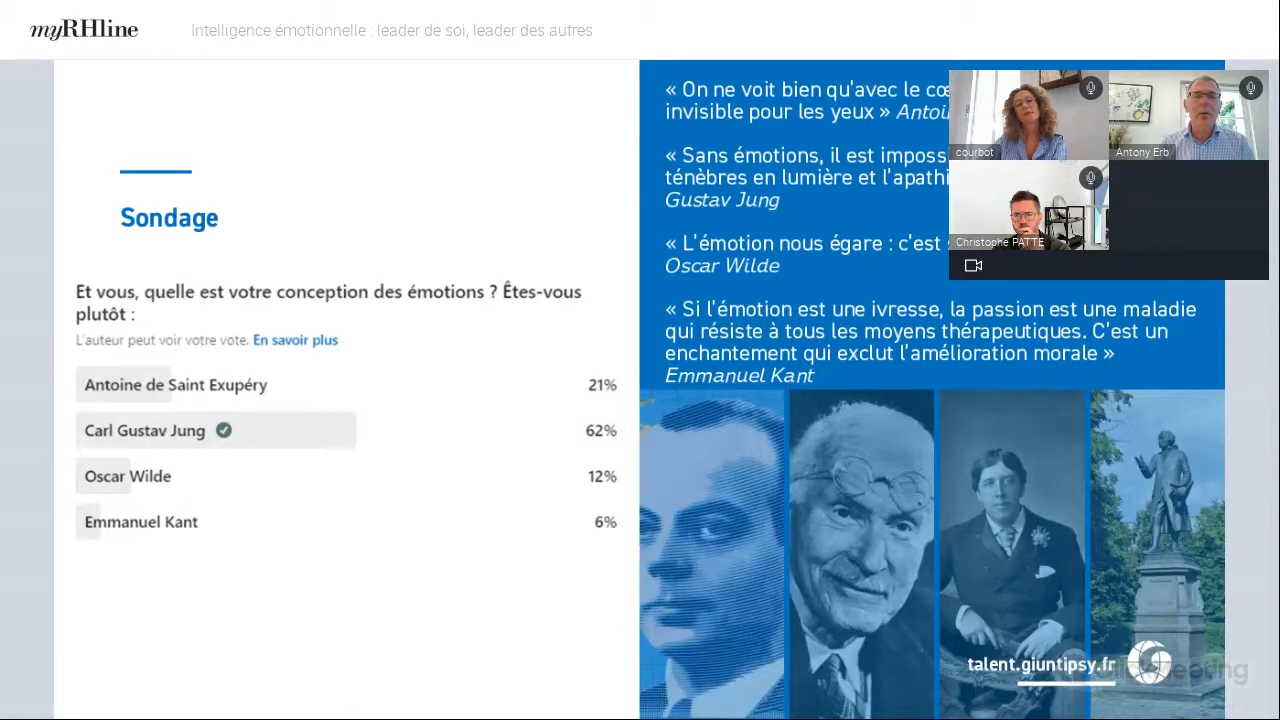 myRHline
Intelligence émotionnelle : leader de soi, leader des autres
Sondage
Et vous, quelle est votre conception des émotions ? Êtes-vous
plutôt :
L'auteur peut voir votre vote. En savoir plus
Antoine de Saint Exupéry 21%
Carl Gustav Jung 62%
Oscar Wilde 12%
Emmanuel Kant 6%
« On ne voit bien qu'avec le
invisible pour les yeux »
« Sans émotions, il est
ténèbres en lumière et
Gustav Jung
« L'émotion nous égare : c'est
Oscar Wilde
« Si l'émotion est une ivresse, la passion est une maladie
qui résiste à tous les moyens thérapeutiques. C'est un
enchantement qui exclut l'amélioration morale »
Emmanuel Kant
courbot
Antony Erb
Christophe PATTE
talent.giuntipsy.fr